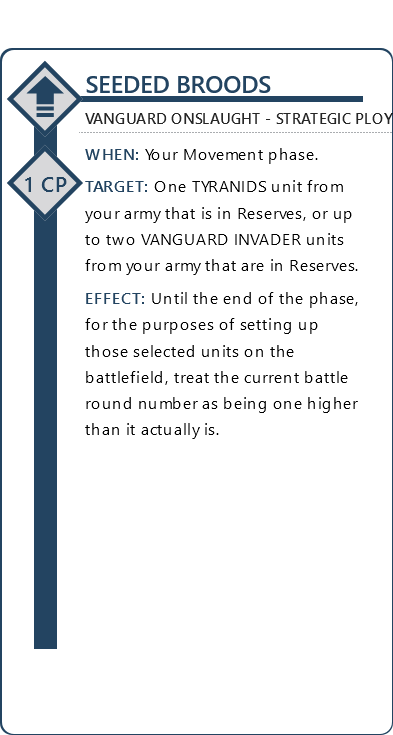 SEEDED BROODS
VANGUARD ONSLAUGHT - STRATEGIC PLOY
1 CP
WHEN: Your Movement phase.
TARGET: One TYRANIDS unit from
your army that is in Reserves, or up
to two VANGUARD INVADER units
from your army that are in Reserves.
EFFECT: Until the end of the phase,
for the purposes of setting up
those selected units on the
battlefield, treat the current battle
round number as being one higher
than it actually is.